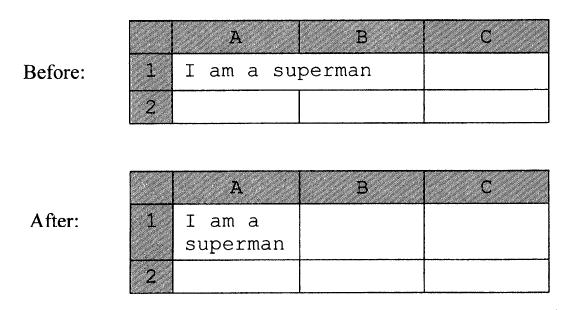 A B C
Before: 1 I am a superman
2
A B C
After: 1 I am a
superman
2